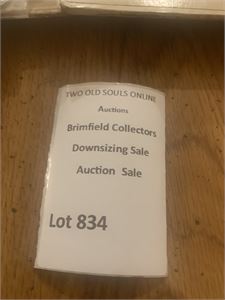 TWO OLD SOULS ONLINE
Auctions
Brimfield Collectors
Downsizing Sale
Auction Sale
Lot 834